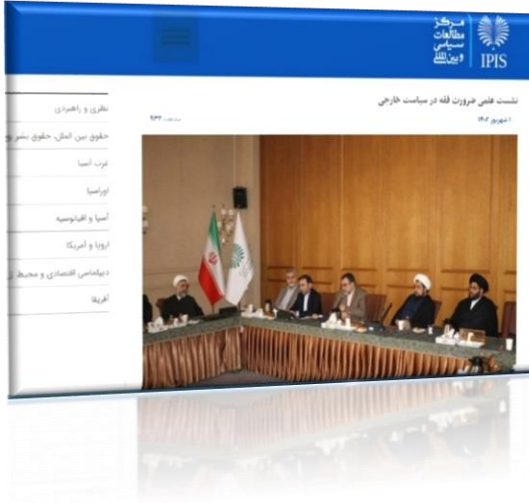 مرکز
مطالعات
سیاسی
و بین المللی
IPIS
نشست علمی ضرورت فقه در سیاست خارجی
۱ شهریور ۱۴۰۲
نظری و راهبردی
حقوق بین الملل، حقوق بشر
غرب آسیا
اوراسیا
آسیا و اقیانوسیه
اروپا و آمریکا
دیپلماسی اقتصادی و محیط
آفریقا